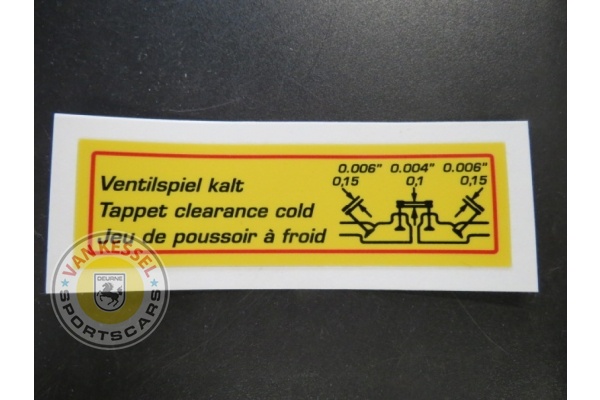 0.006" 0.004" 0.006"
0,15 0,1 0,15
Ventilspiel kalt
Tappet clearance cold
Jeu de poussoir à froid
VAN KESSEL
DEURNE
SPORTSCARS